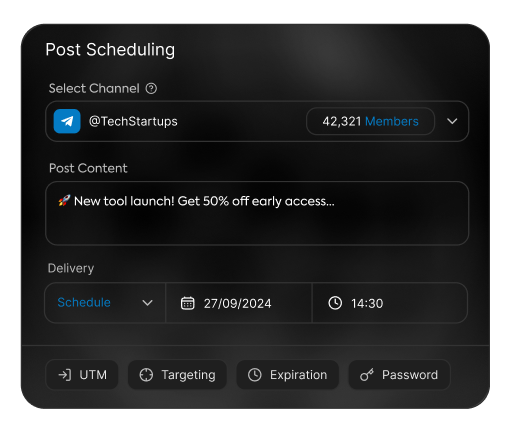 Post Scheduling
Select Channel
@TechStartups 42,321 Members
Post Content
🚀 New tool launch! Get 50% off early access...
Delivery
Schedule 27/09/2024 14:30
UTM Targeting Expiration Password